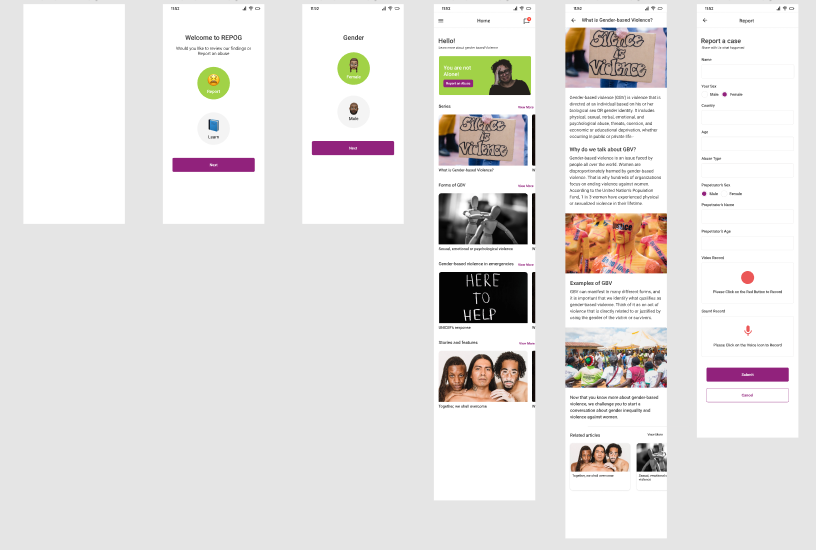 11:52
Welcome to REPOG
Would you like to review our findings or
Report an abuse
Report
Learn
Next
11:52
Gender
Female
Male
Next
11:52
Home
Hello!
Learn more about gender based Violence
You are not
Alone!
Report an Abuse
Series
View More
SILENCE
is
VIOLENCE
What is Gender-based Violence?
Forms of GBV
View More
Sexual, emotional or psychological violence
Gender-based violence in emergencies
View More
HERE
TO
HELP
UNICEF's response
Stories and features
View More
Together, we shall overcome
11:52
What is Gender-based Violence?
SILENCE
is
VIOLENCE
Gender-based violence (GBV) is violence that is
directed at an individual based on his or her
biological sex OR gender identity. It includes
physical, sexual, verbal, emotional, and
psychological abuse, threats, coercion, and
economic or educational deprivation, whether
occurring in public or private life.
Why do we talk about GBV?
Gender-based violence is an issue faced by
people all over the world. Women are
disproportionately harmed by gender-based
violence. That is why hundreds of organizations
focus on ending violence against women.
According to the United Nations Population
Fund, 1 in 3 women have experienced physical
or sexualized violence in their lifetime.
Examples of GBV
GBV can manifest in many different forms, and
it is important that we identify what qualifies as
gender-based violence. Think of it as an act of
violence that is directly related to or justified by
using the gender of the victim or survivors.
Now that you know more about gender-based
violence, we challenge you to start a
conversation about gender inequality and
violence against women.
Related articles
View More
Together, we shall overcome
Sexual, emotional or
violence
11:52
Report
Report a case
Share with us what happened
Name
Your Sex
Male
Female
Country
Age
Abuse Type
Perpetrator's Sex
Male
Female
Perpetrator's Name
Perpetrator's Age
Video Record
Please Click on the Red Button to Record
Sound Record
Please Click on the Voice Icon to Record
Submit
Cancel